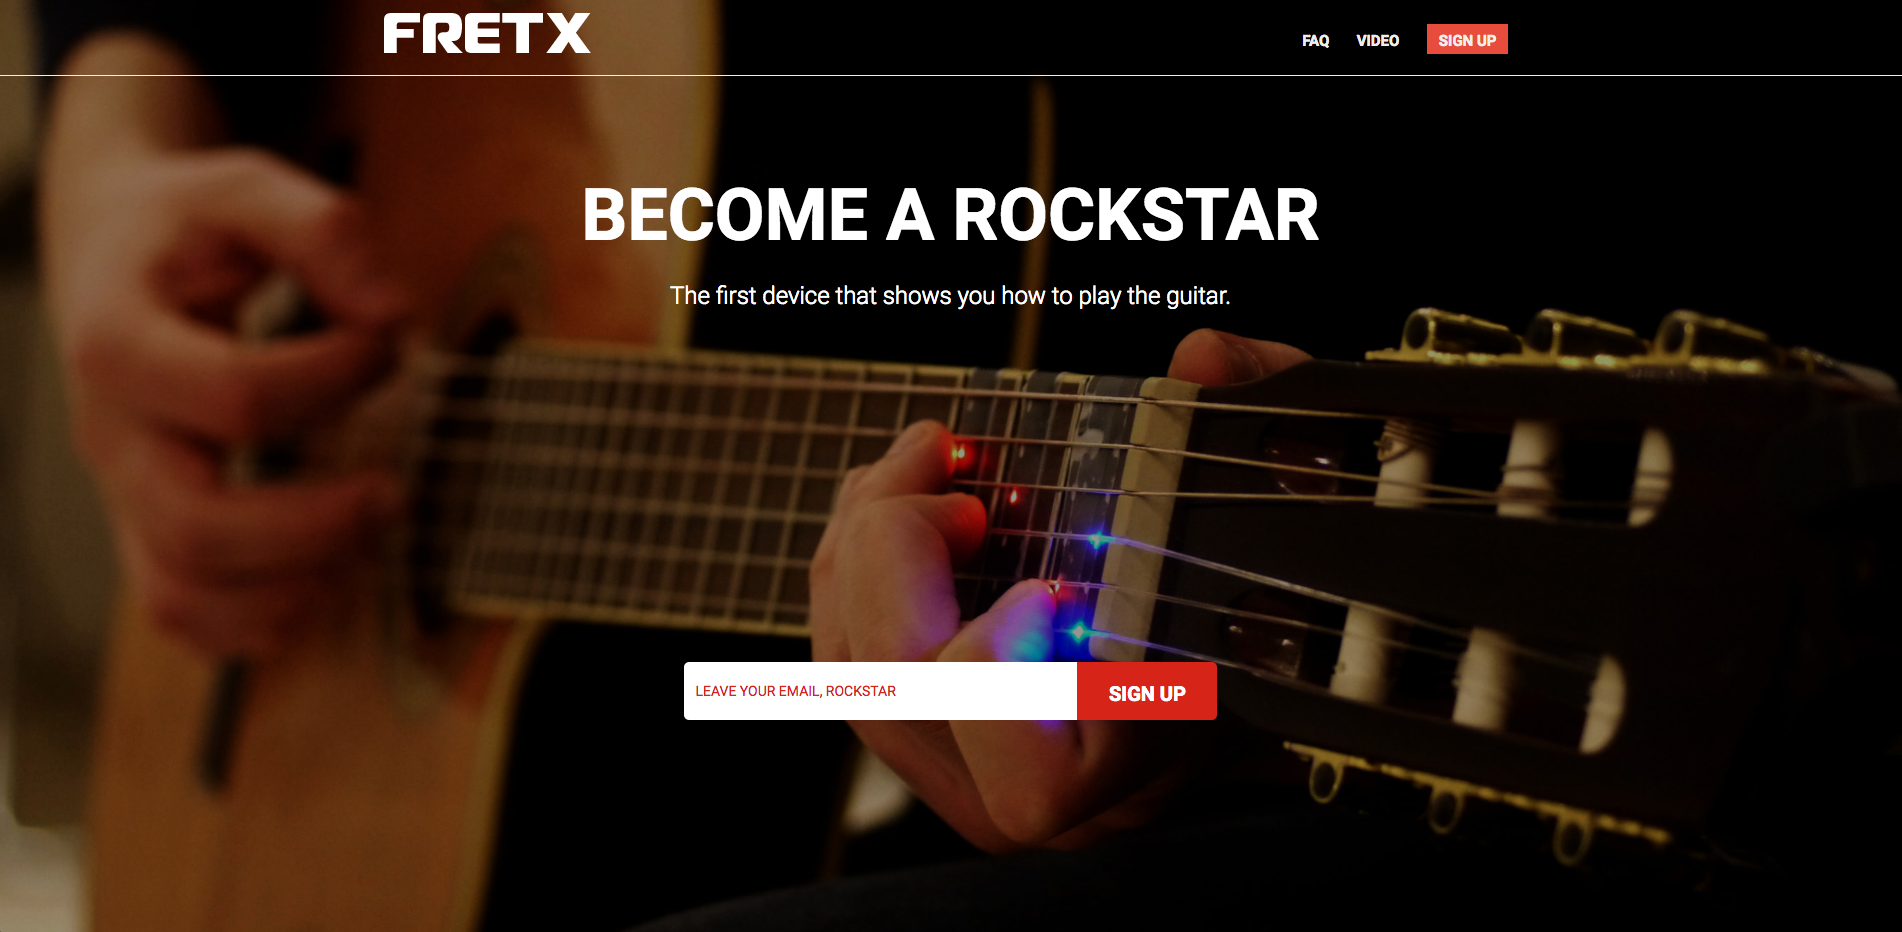 FRETX
FAQ
VIDEO
SIGN UP
BECOME A ROCKSTAR
The first device that shows you how to play the guitar.
LEAVE YOUR EMAIL, ROCKSTAR
SIGN UP